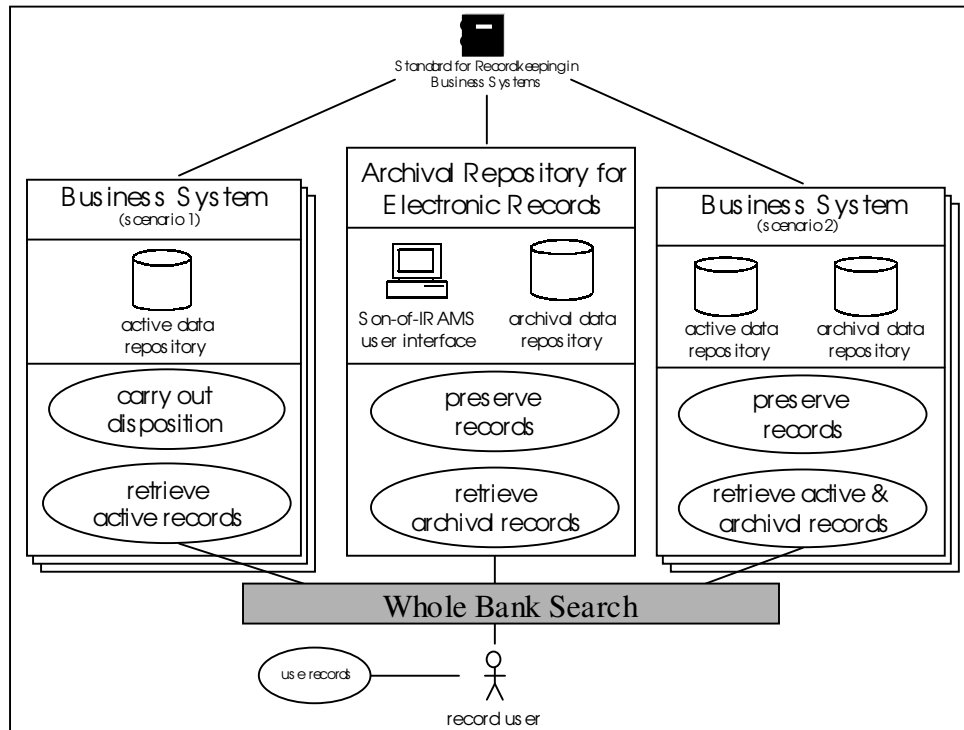 Standard for Recordkeeping in
Business Systems
Business System
(scenario 1)
active data
repository
carry out
disposition
retrieve
active records
Archival Repository for
Electronic Records
Son-of-IRAMS
user interface
archival data
repository
preserve
records
retrieve
archival records
Business System
(scenario 2)
active data
repository
archival data
repository
preserve
records
retrieve active &
archival records
Whole Bank Search
use records
record user